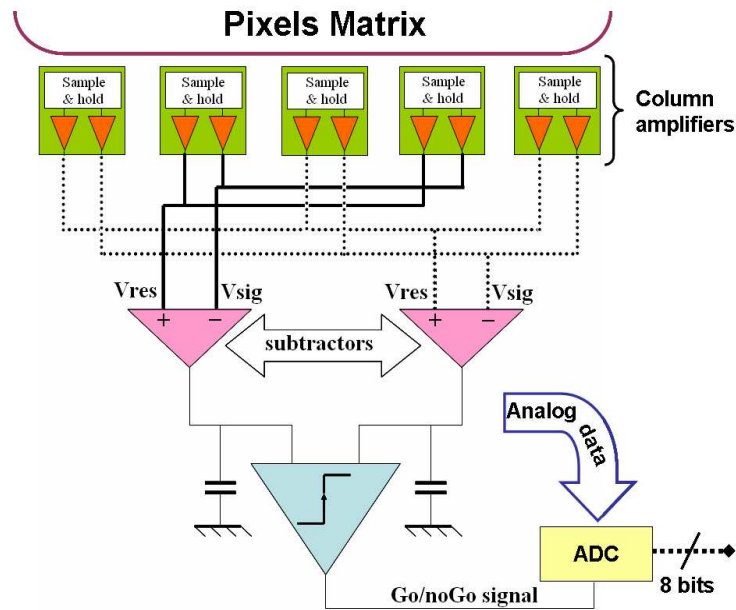 Pixels Matrix
Sample
& hold
Sample
& hold
Sample
& hold
Sample
& hold
Sample
& hold
Column
amplifiers
Vres
Vsig
Vres
Vsig
+
−
+
−
subtractors
Analog
data
ADC
8 bits
Go/noGo signal